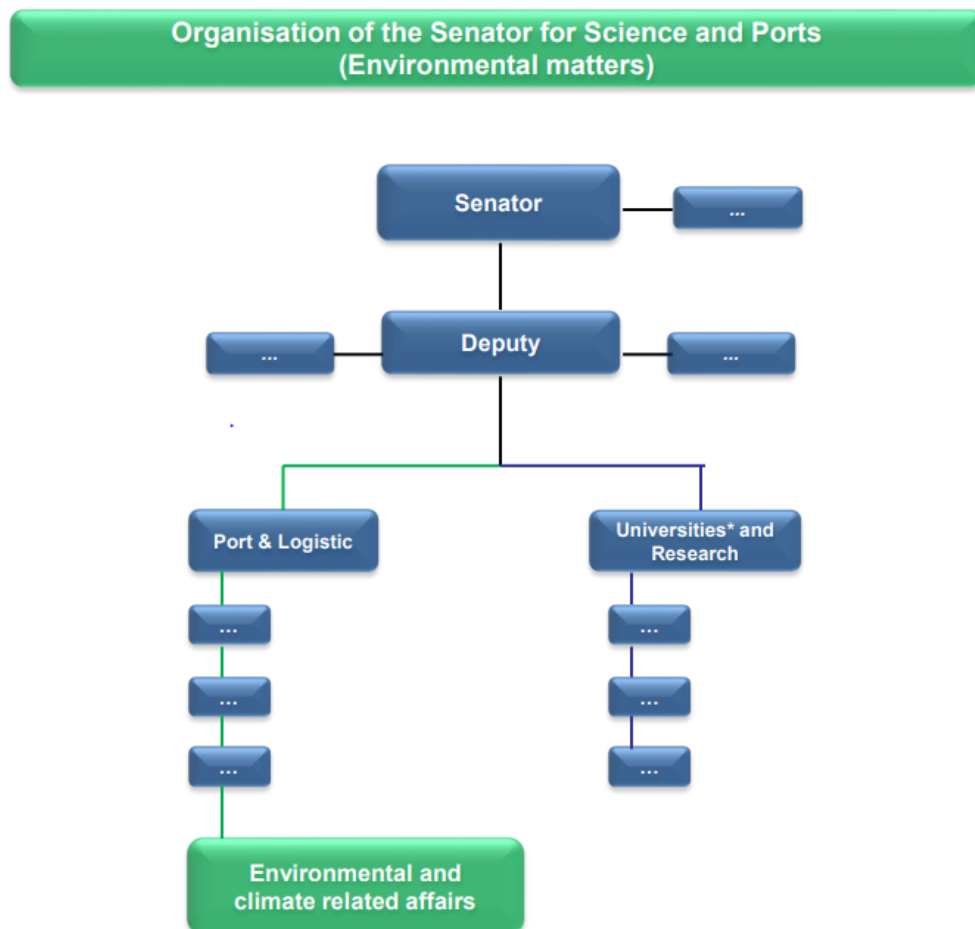 Organisation of the Senator for Science and Ports
(Environmental matters)
Senator
...
...
Deputy
...
Port & Logistic
Universities* and
Research
...
...
...
...
...
...
Environmental and
climate related affairs